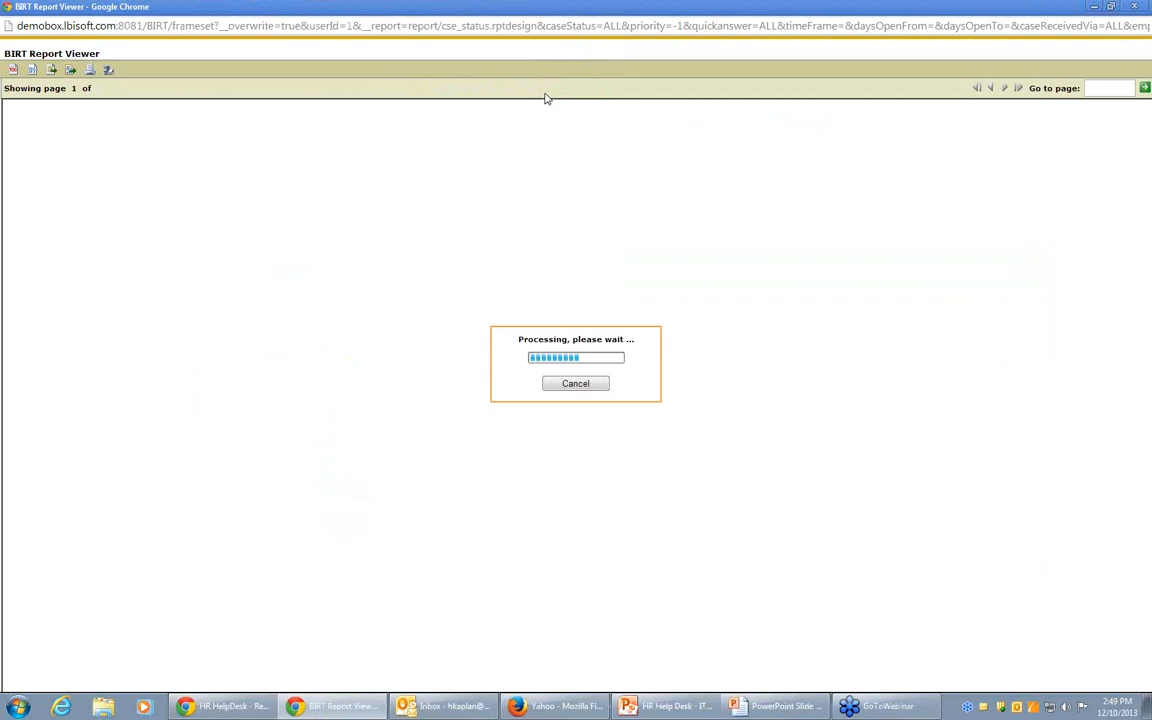 BIRT Report Viewer - Google Chrome
demobox.lbisoft.com:8081/BIRT/frameset?__overwrite=true&userId=1&__report=report/cse_status.rptdesign&caseStatus=ALL&priority=-1&quickanswer=ALL&timeFrame=&daysOpenFrom=&daysOpenTo=&caseReceivedVia=ALL&emp
BIRT Report Viewer
Showing page 1 of
Go to page:
Processing, please wait ...
Cancel
HR HelpDesk - Re...
BIRT Report View...
Inbox - hkaplan@...
Yahoo - Mozilla Fi...
HR Help Desk - IT...
PowerPoint Slide ...
GoToWebinar
2:49 PM
12/10/2013